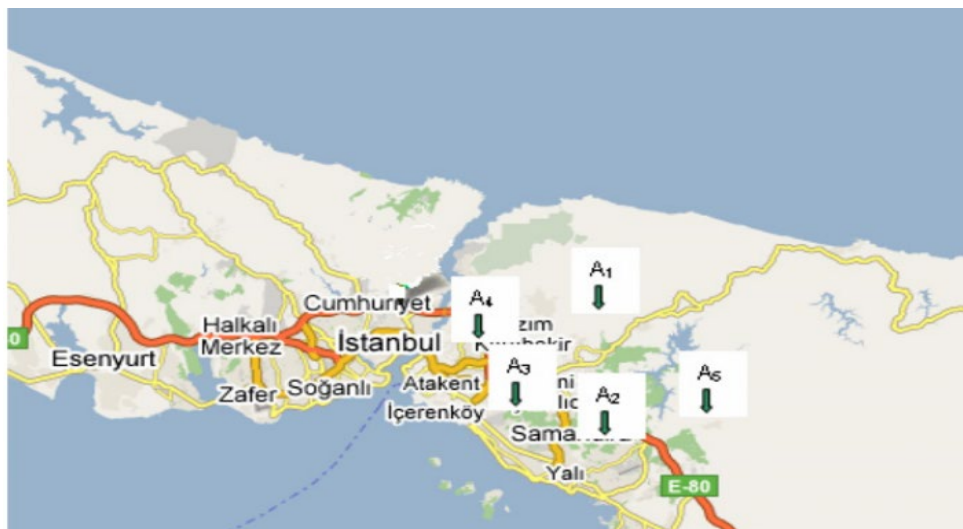 A₁
A₄
Cumhuriyet
Halkalı
Merkez
İstanbul
Esenyurt
A₃
A₅
Soğanlı
Atakent
Zafer
A₂
İçerenköy
Yalı
E-80